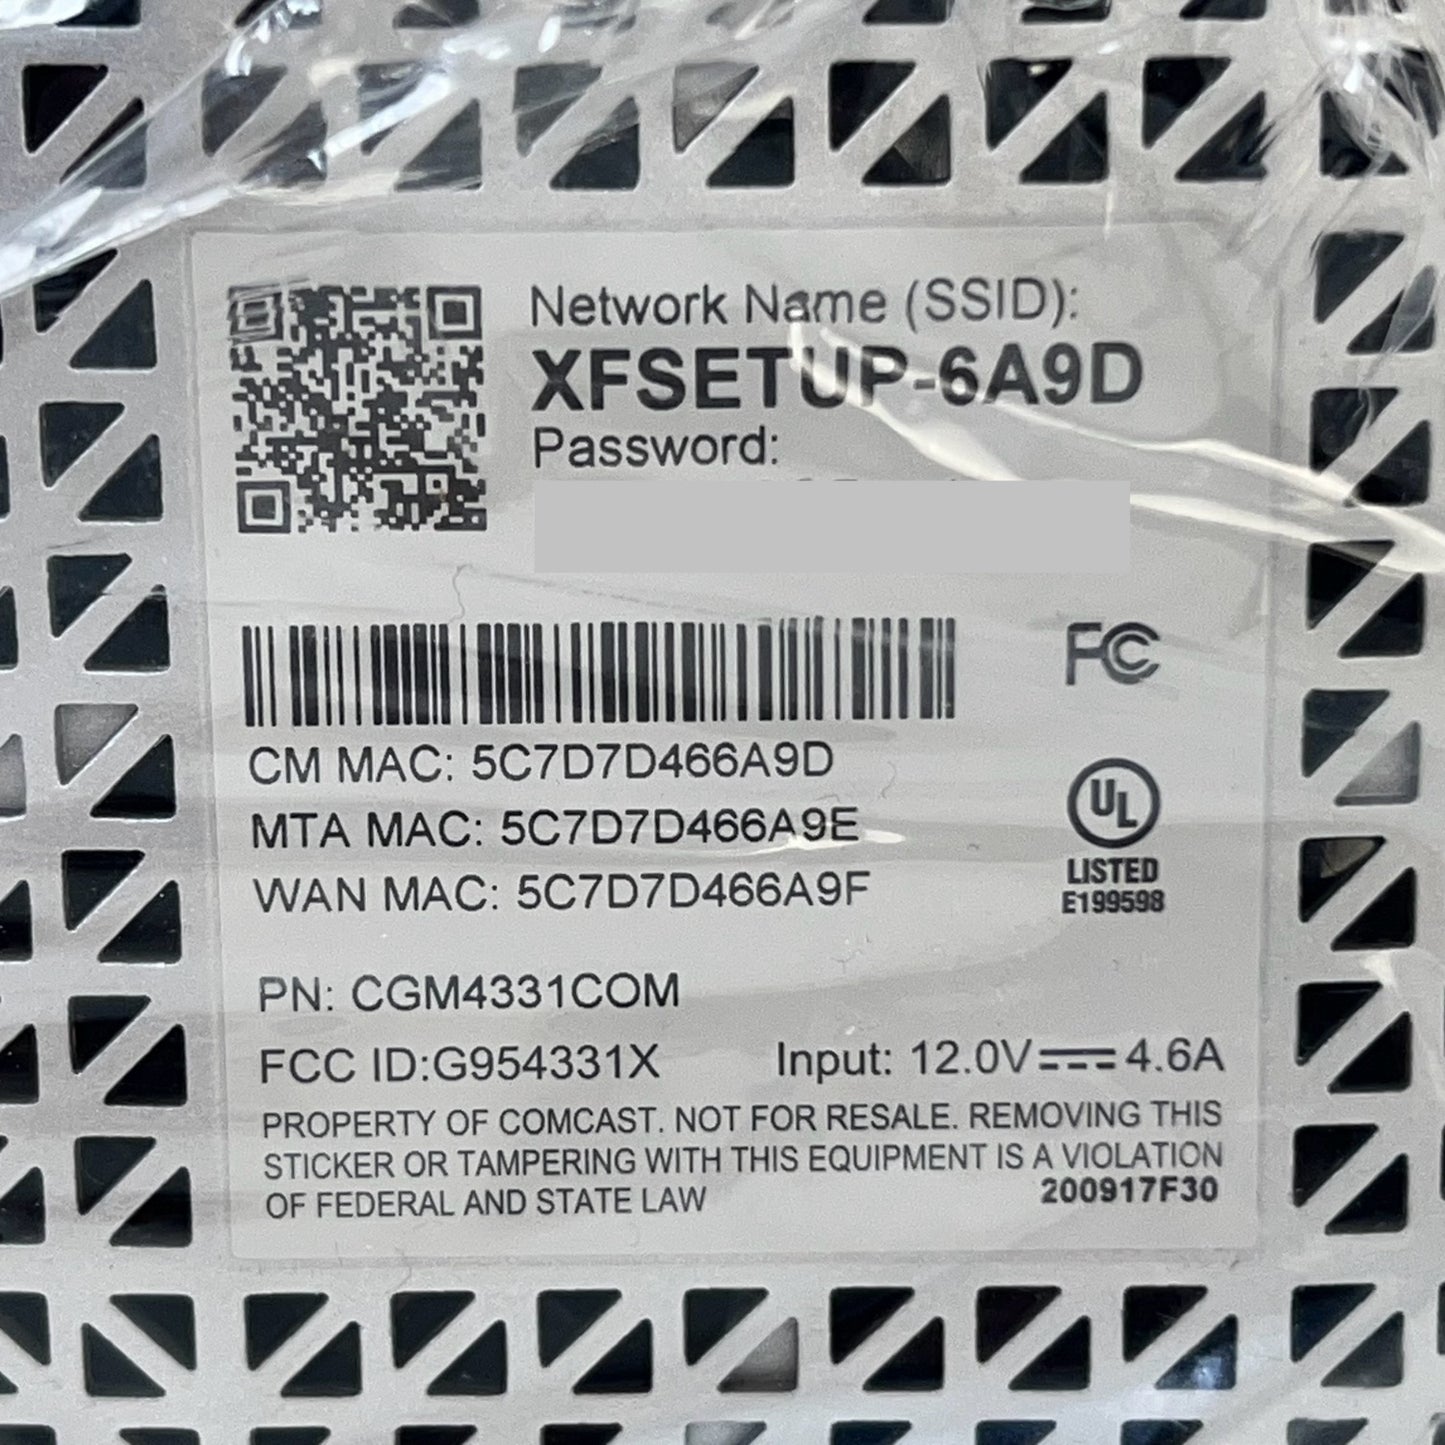 Network Name (SSID):
XFSETUP-6A9D
Password:
FC
CM MAC: 5C7D7D466A9D
MTA MAC: 5C7D7D466A9E
WAN MAC: 5C7D7D466A9F
UL
LISTED
E199598
PN: CGM4331COM
FCC ID:G954331X
Input: 12.0V⎓4.6A
PROPERTY OF COMCAST. NOT FOR RESALE. REMOVING THIS
STICKER OR TAMPERING WITH THIS EQUIPMENT IS A VIOLATION
OF FEDERAL AND STATE LAW
200917F30